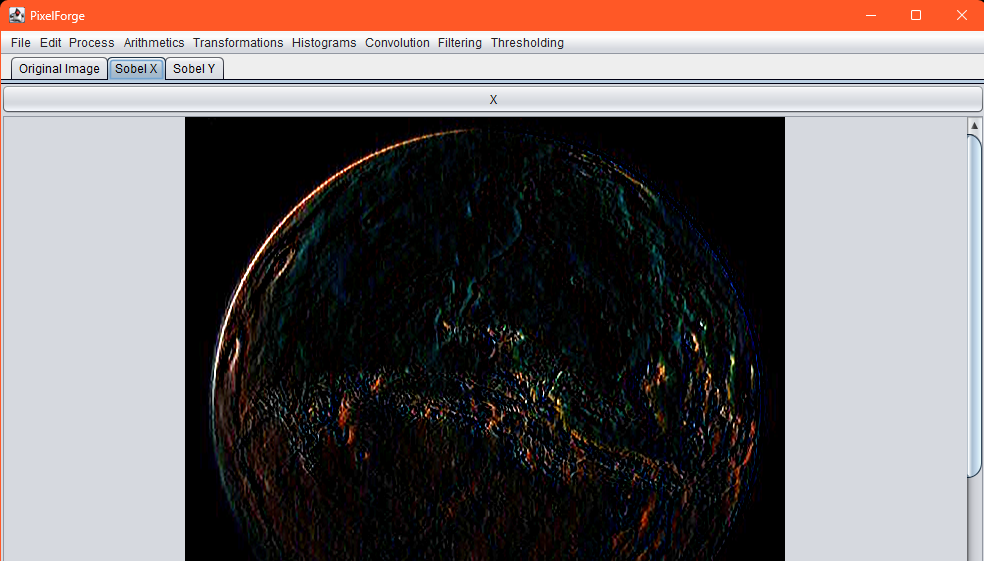 PixelForge
File Edit Process Arithmetics Transformations Histograms Convolution Filtering Thresholding
Original Image Sobel X Sobel Y
X